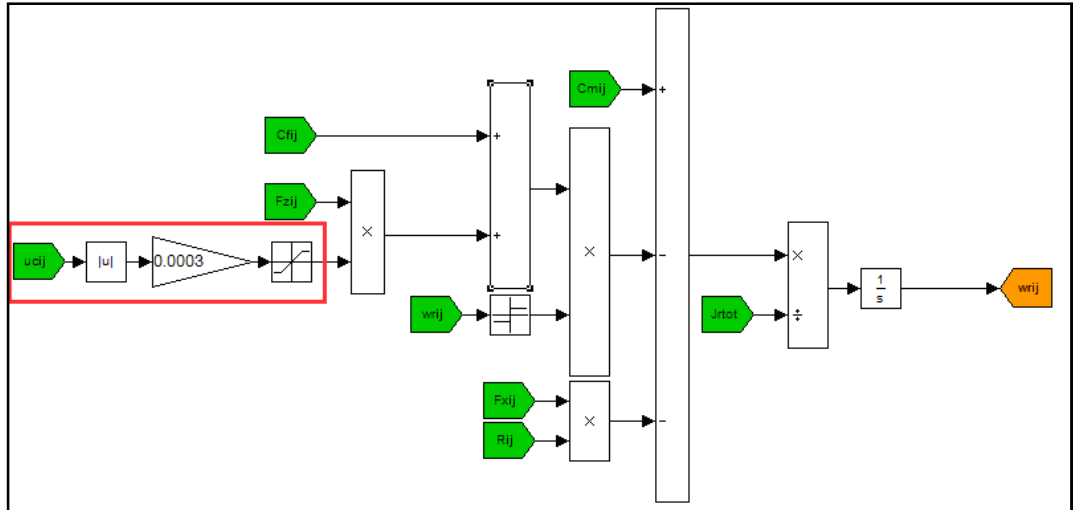 Cmij
+
Cfij
+
Fzij
×
+
ucij
|u|
0.0003
×
−
×
1
s
wrij
wrij
Jrtot
÷
Fxij
×
−
Rij